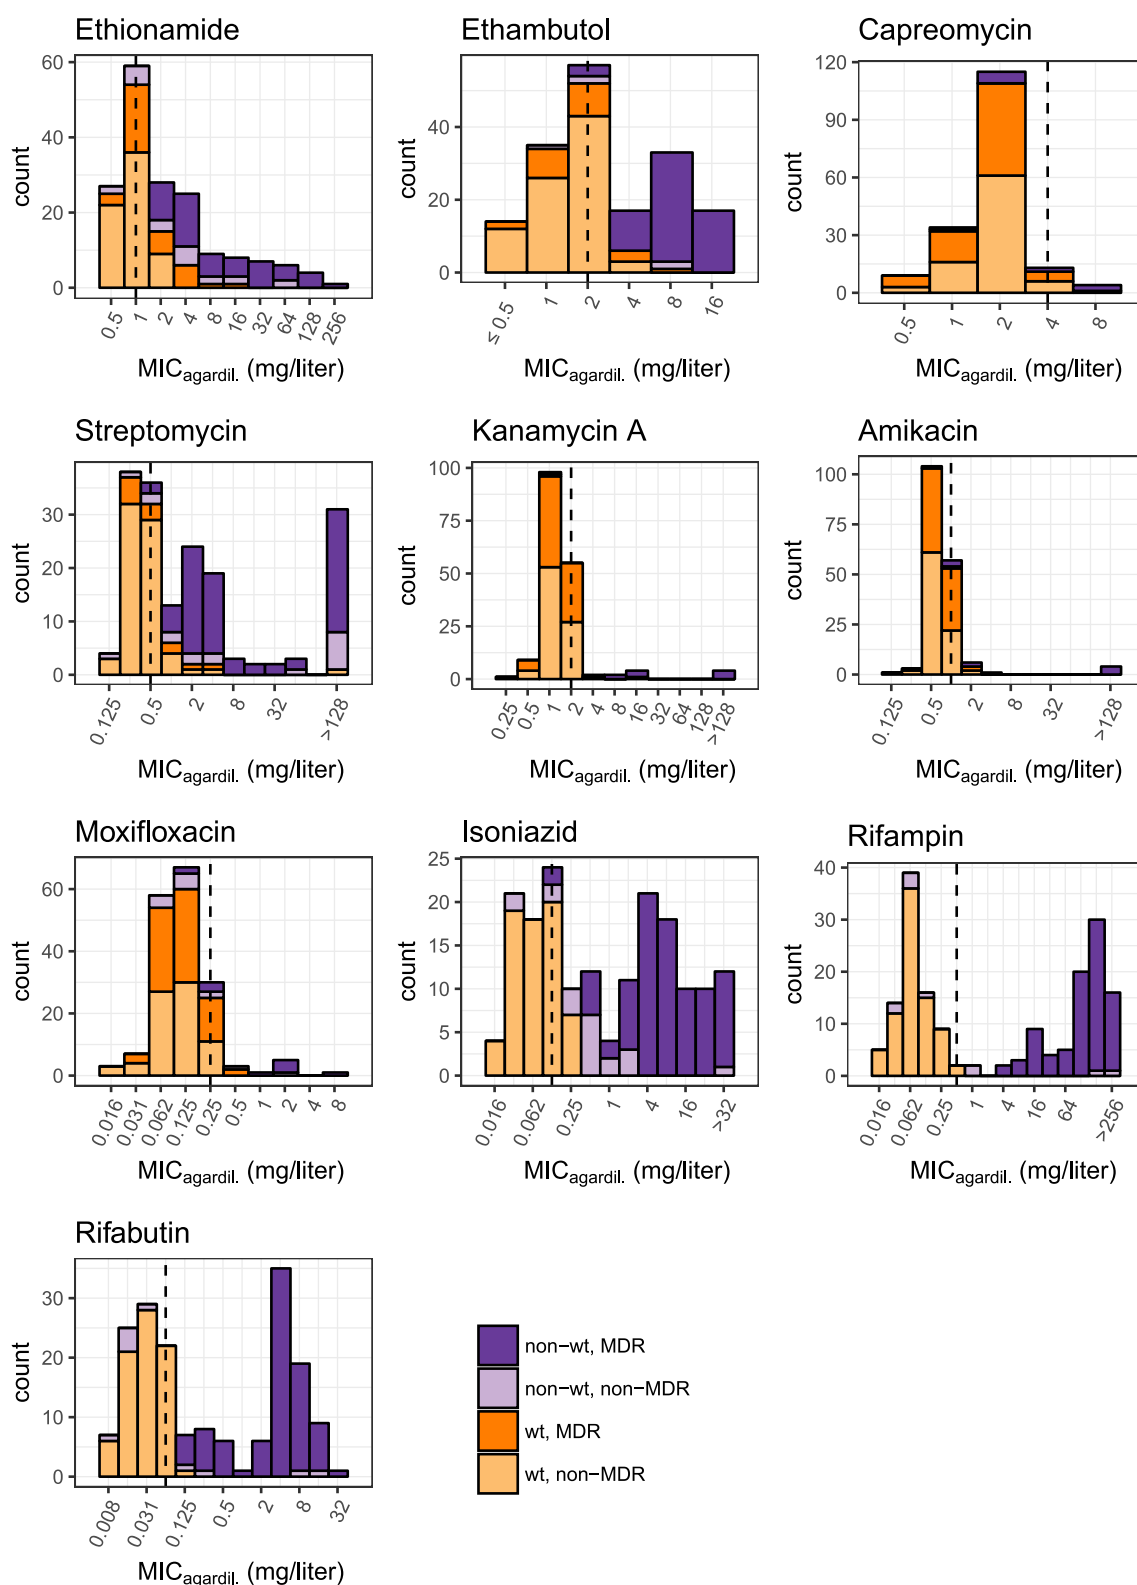 Ethionamide
count
60
40
20
0
0.5 1 2 4 8 16 32 64 128 256
MICagardil. (mg/liter)
Ethambutol
count
40
20
0
≤ 0.5 1 2 4 8 16
MICagardil. (mg/liter)
Capreomycin
count
120
90
60
30
0
0.5 1 2 4 8
MICagardil. (mg/liter)
Streptomycin
count
30
20
10
0
0.125 0.5 2 8 32 >128
MICagardil. (mg/liter)
Kanamycin A
count
100
75
50
25
0
0.25 0.5 1 2 4 8 16 32 64 128 >128
MICagardil. (mg/liter)
Amikacin
count
100
75
50
25
0
0.125 0.5 2 8 32 >128
MICagardil. (mg/liter)
Moxifloxacin
count
60
40
20
0
0.016 0.031 0.062 0.125 0.25 0.5 1 2 4 8
MICagardil. (mg/liter)
Isoniazid
count
25
20
15
10
5
0
0.016 0.062 0.25 1 4 16 >32
MICagardil. (mg/liter)
Rifampin
count
40
30
20
10
0
0.016 0.062 0.25 1 4 16 64 >256
MICagardil. (mg/liter)
Rifabutin
count
30
20
10
0
0.008 0.031 0.125 0.5 2 8 32
MICagardil. (mg/liter)
non−wt, MDR
non−wt, non−MDR
wt, MDR
wt, non−MDR